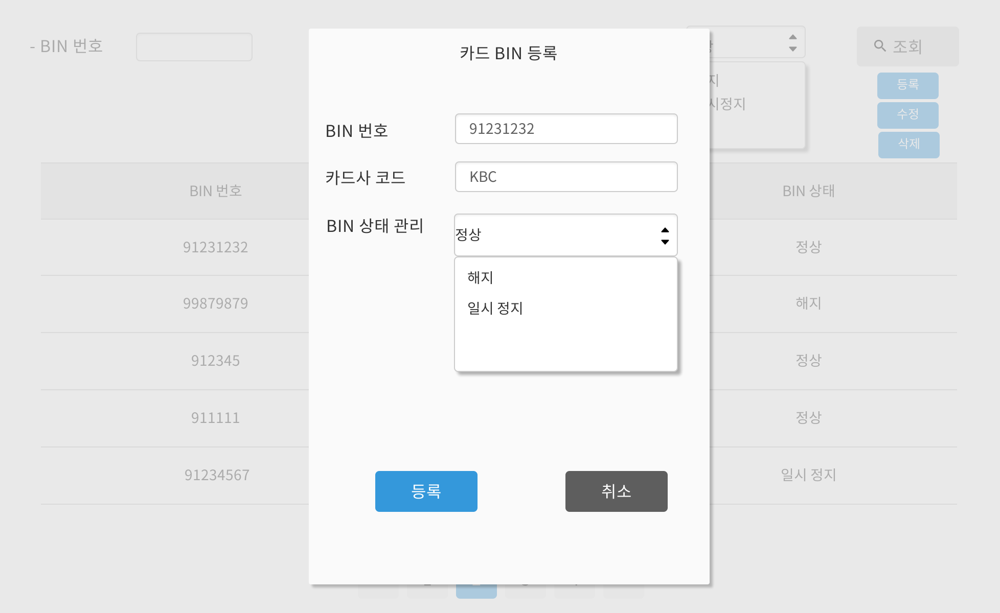 - BIN 번호
조회
지
시정지
등록
수정
삭제
카드 BIN 등록
BIN 번호
91231232
카드사 코드
KBC
BIN 상태 관리
정상
해지
일시 정지
등록
취소
BIN 번호
BIN 상태
91231232
정상
99879879
해지
912345
정상
911111
정상
91234567
일시 정지